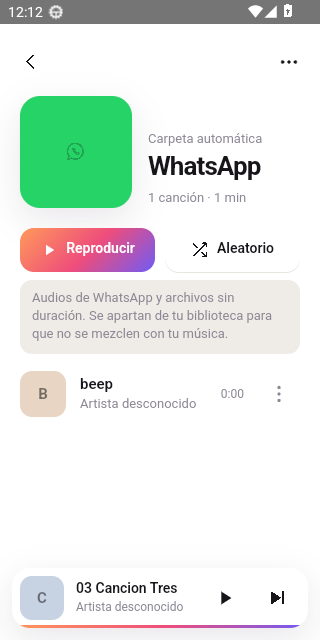 12:12
Carpeta automática
WhatsApp
1 canción · 1 min
Reproducir
Aleatorio
Audios de WhatsApp y archivos sin
duración. Se apartan de tu biblioteca para
que no se mezclen con tu música.
B
beep
Artista desconocido
0:00
C
03 Cancion Tres
Artista desconocido